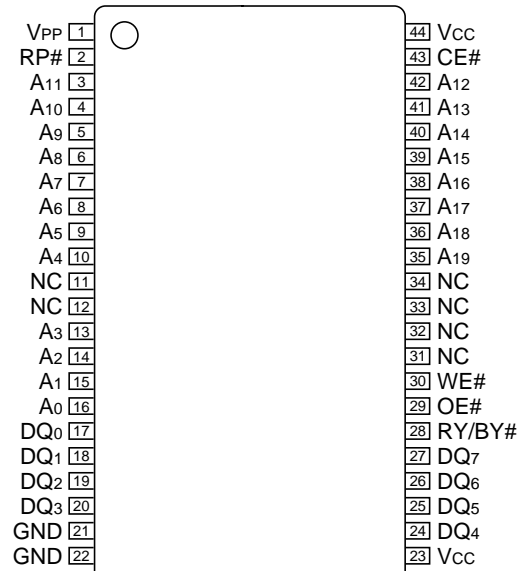 VPP 1 44 VCC
RP# 2 43 CE#
A11 3 42 A12
A10 4 41 A13
A9 5 40 A14
A8 6 39 A15
A7 7 38 A16
A6 8 37 A17
A5 9 36 A18
A4 10 35 A19
NC 11 34 NC
NC 12 33 NC
A3 13 32 NC
A2 14 31 NC
A1 15 30 WE#
A0 16 29 OE#
DQ0 17 28 RY/BY#
DQ1 18 27 DQ7
DQ2 19 26 DQ6
DQ3 20 25 DQ5
GND 21 24 DQ4
GND 22 23 VCC